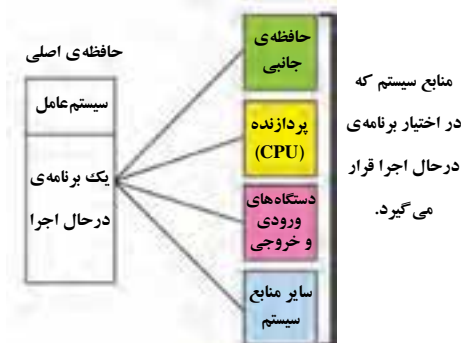 منابع سیستم که
در اختیار برنامه‌ی
درحال اجرا قرار
می‌گیرد.
حافظه‌ی
جانبی
پردازنده
(CPU)
دستگاه‌های
ورودی
و خروجی
سایر منابع
سیستم
حافظه‌ی اصلی
سیستم‌عامل
یک برنامه‌ی
درحال اجرا